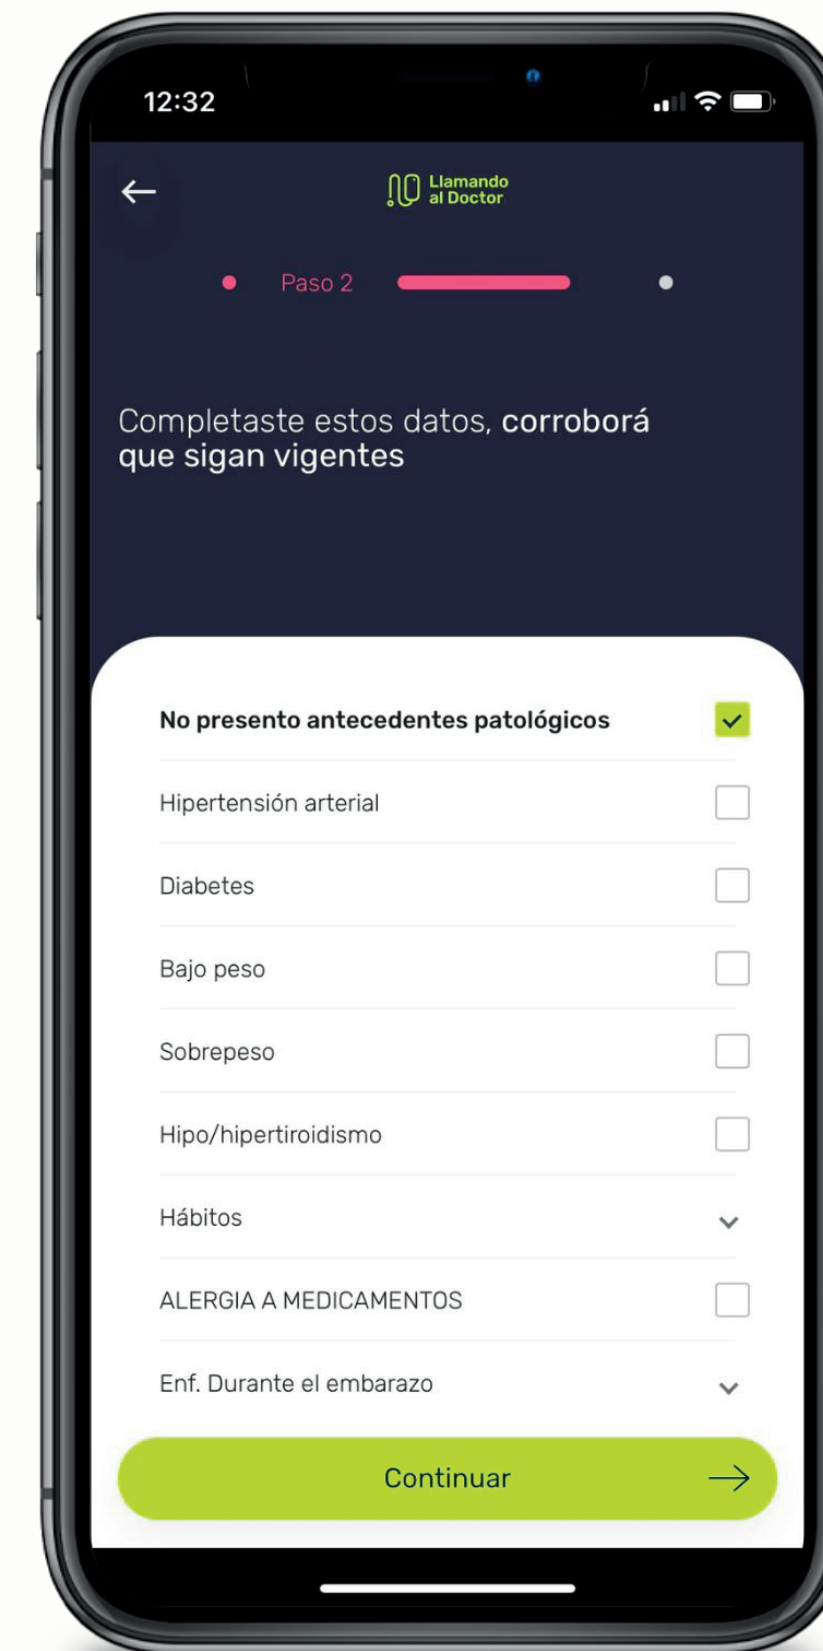 12:32
Llamando
al Doctor
Paso 2
Completaste estos datos, corroborá
que sigan vigentes
No presento antecedentes patológicos
Hipertensión arterial
Diabetes
Bajo peso
Sobrepeso
Hipo/hipertiroidismo
Hábitos
ALERGIA A MEDICAMENTOS
Enf. Durante el embarazo
Continuar